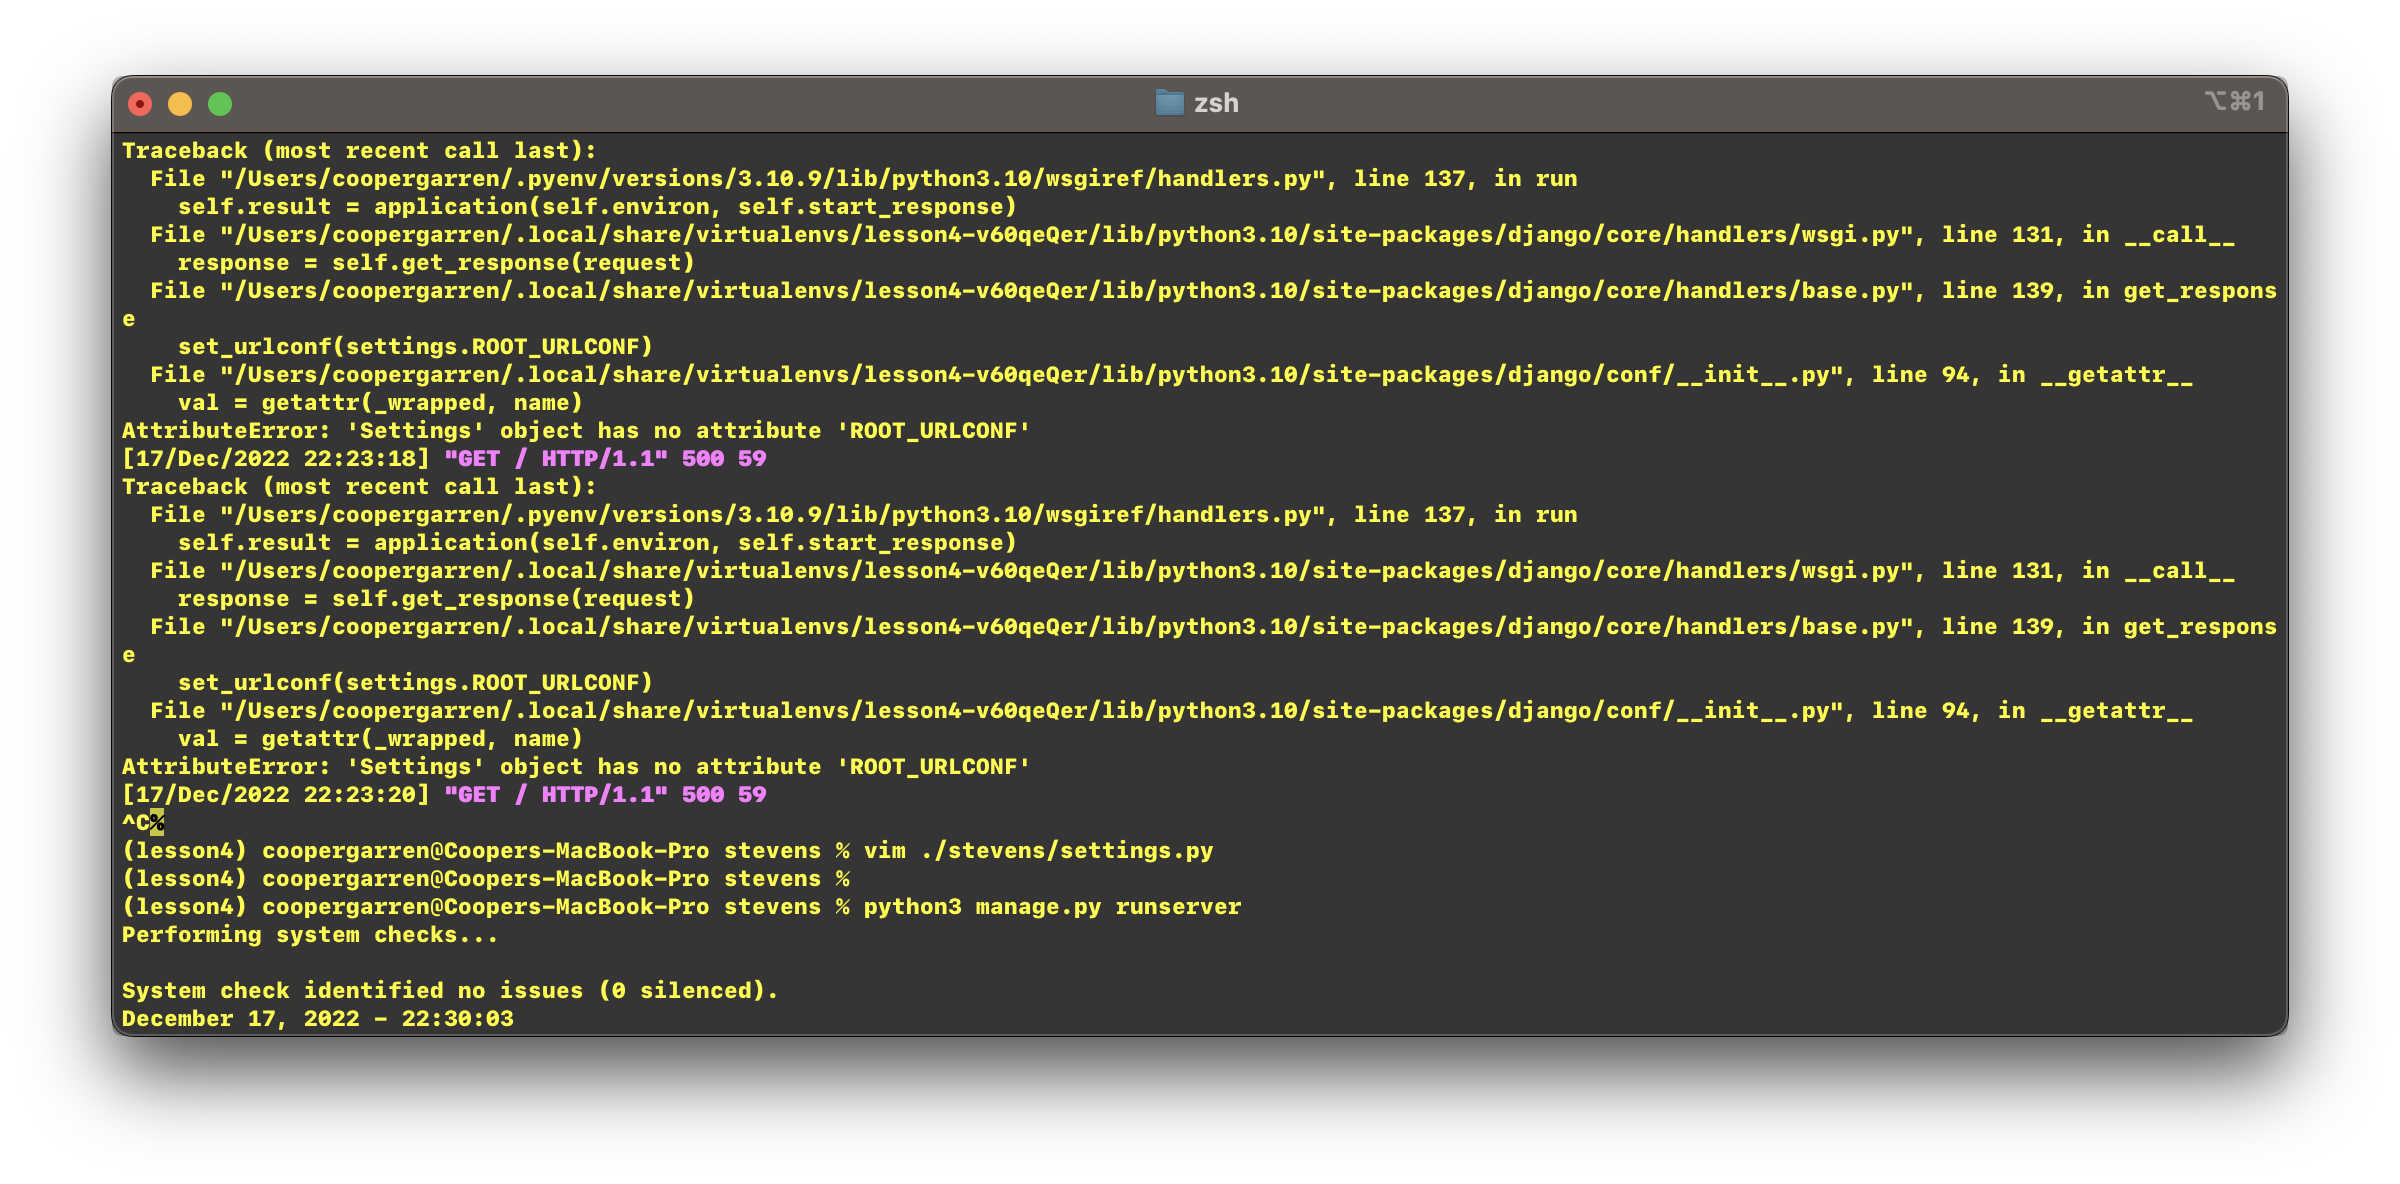 zsh
⌥⌘1
Traceback (most recent call last):
  File "/Users/coopergarren/.pyenv/versions/3.10.9/lib/python3.10/wsgiref/handlers.py", line 137, in run
    self.result = application(self.environ, self.start_response)
  File "/Users/coopergarren/.local/share/virtualenvs/lesson4-v60qeQer/lib/python3.10/site-packages/django/core/handlers/wsgi.py", line 131, in __call__
    response = self.get_response(request)
  File "/Users/coopergarren/.local/share/virtualenvs/lesson4-v60qeQer/lib/python3.10/site-packages/django/core/handlers/base.py", line 139, in get_respons
e
    set_urlconf(settings.ROOT_URLCONF)
  File "/Users/coopergarren/.local/share/virtualenvs/lesson4-v60qeQer/lib/python3.10/site-packages/django/conf/__init__.py", line 94, in __getattr__
    val = getattr(_wrapped, name)
AttributeError: 'Settings' object has no attribute 'ROOT_URLCONF'
[17/Dec/2022 22:23:18] "GET / HTTP/1.1" 500 59
Traceback (most recent call last):
  File "/Users/coopergarren/.pyenv/versions/3.10.9/lib/python3.10/wsgiref/handlers.py", line 137, in run
    self.result = application(self.environ, self.start_response)
  File "/Users/coopergarren/.local/share/virtualenvs/lesson4-v60qeQer/lib/python3.10/site-packages/django/core/handlers/wsgi.py", line 131, in __call__
    response = self.get_response(request)
  File "/Users/coopergarren/.local/share/virtualenvs/lesson4-v60qeQer/lib/python3.10/site-packages/django/core/handlers/base.py", line 139, in get_respons
e
    set_urlconf(settings.ROOT_URLCONF)
  File "/Users/coopergarren/.local/share/virtualenvs/lesson4-v60qeQer/lib/python3.10/site-packages/django/conf/__init__.py", line 94, in __getattr__
    val = getattr(_wrapped, name)
AttributeError: 'Settings' object has no attribute 'ROOT_URLCONF'
[17/Dec/2022 22:23:20] "GET / HTTP/1.1" 500 59
^C%
(lesson4) coopergarren@Coopers-MacBook-Pro stevens % vim ./stevens/settings.py
(lesson4) coopergarren@Coopers-MacBook-Pro stevens %
(lesson4) coopergarren@Coopers-MacBook-Pro stevens % python3 manage.py runserver
Performing system checks...

System check identified no issues (0 silenced).
December 17, 2022 - 22:30:03